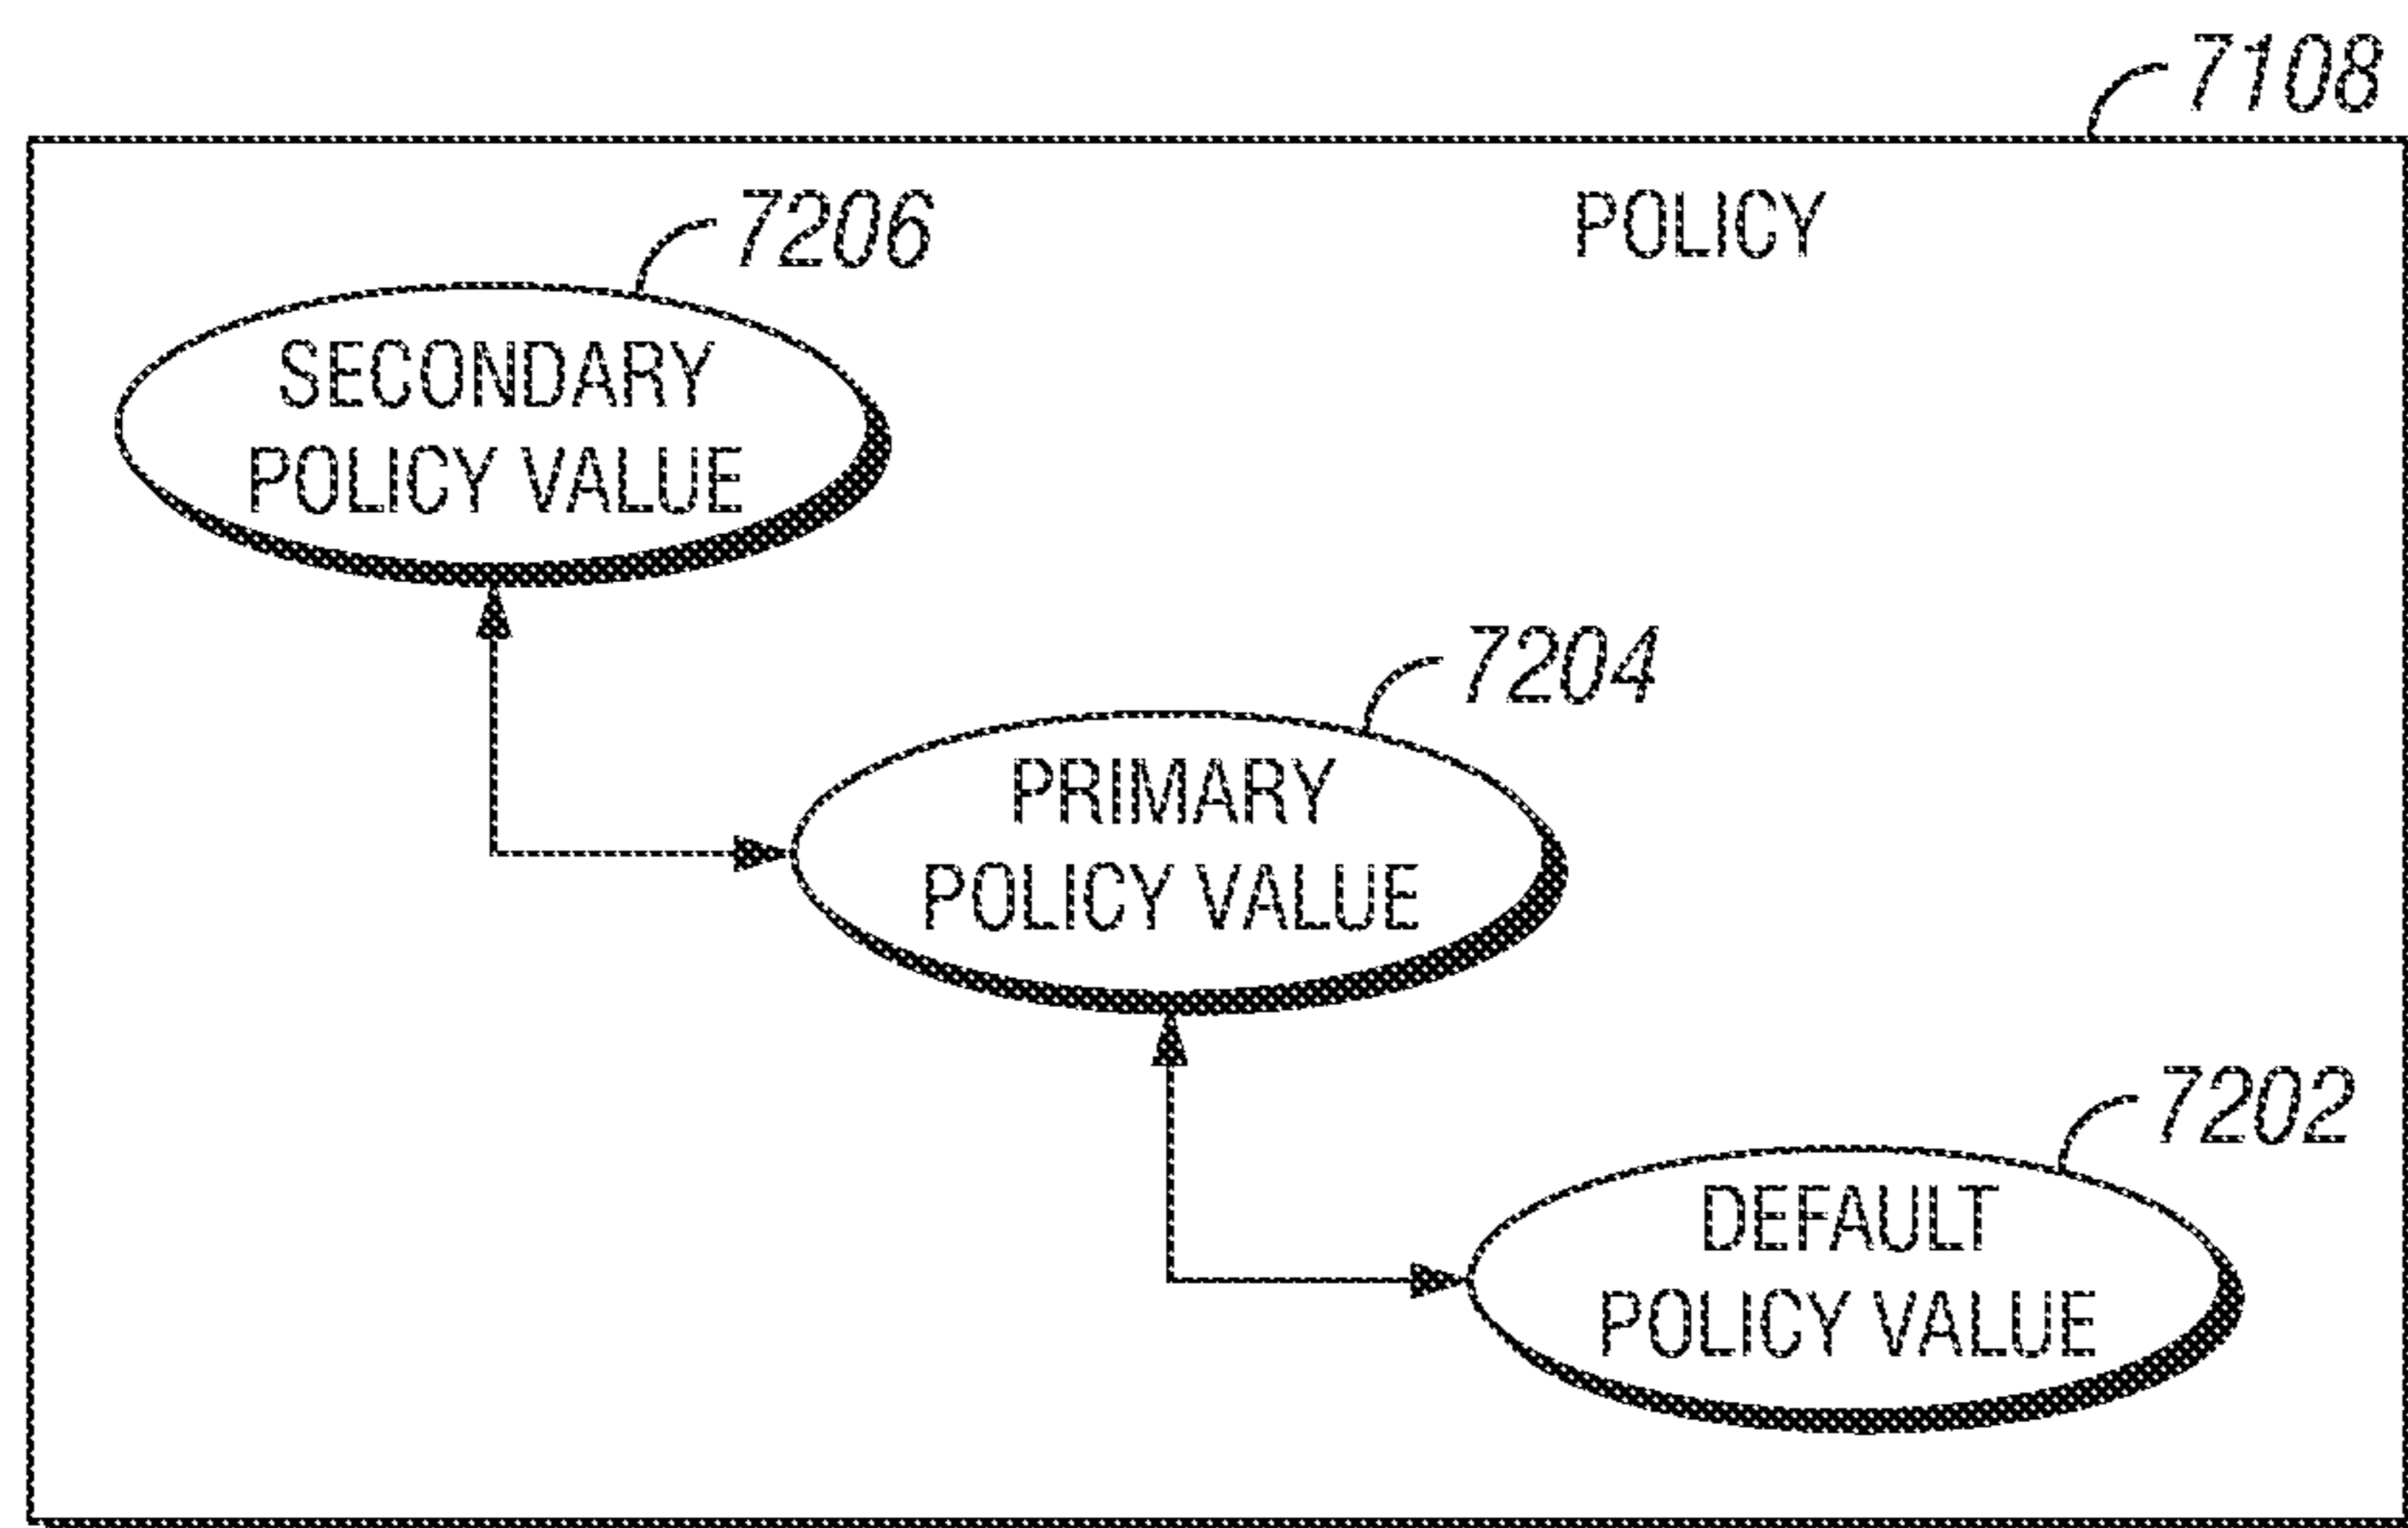 7108
POLICY
7206
SECONDARY
POLICY VALUE
7204
PRIMARY
POLICY VALUE
7202
DEFAULT
POLICY VALUE